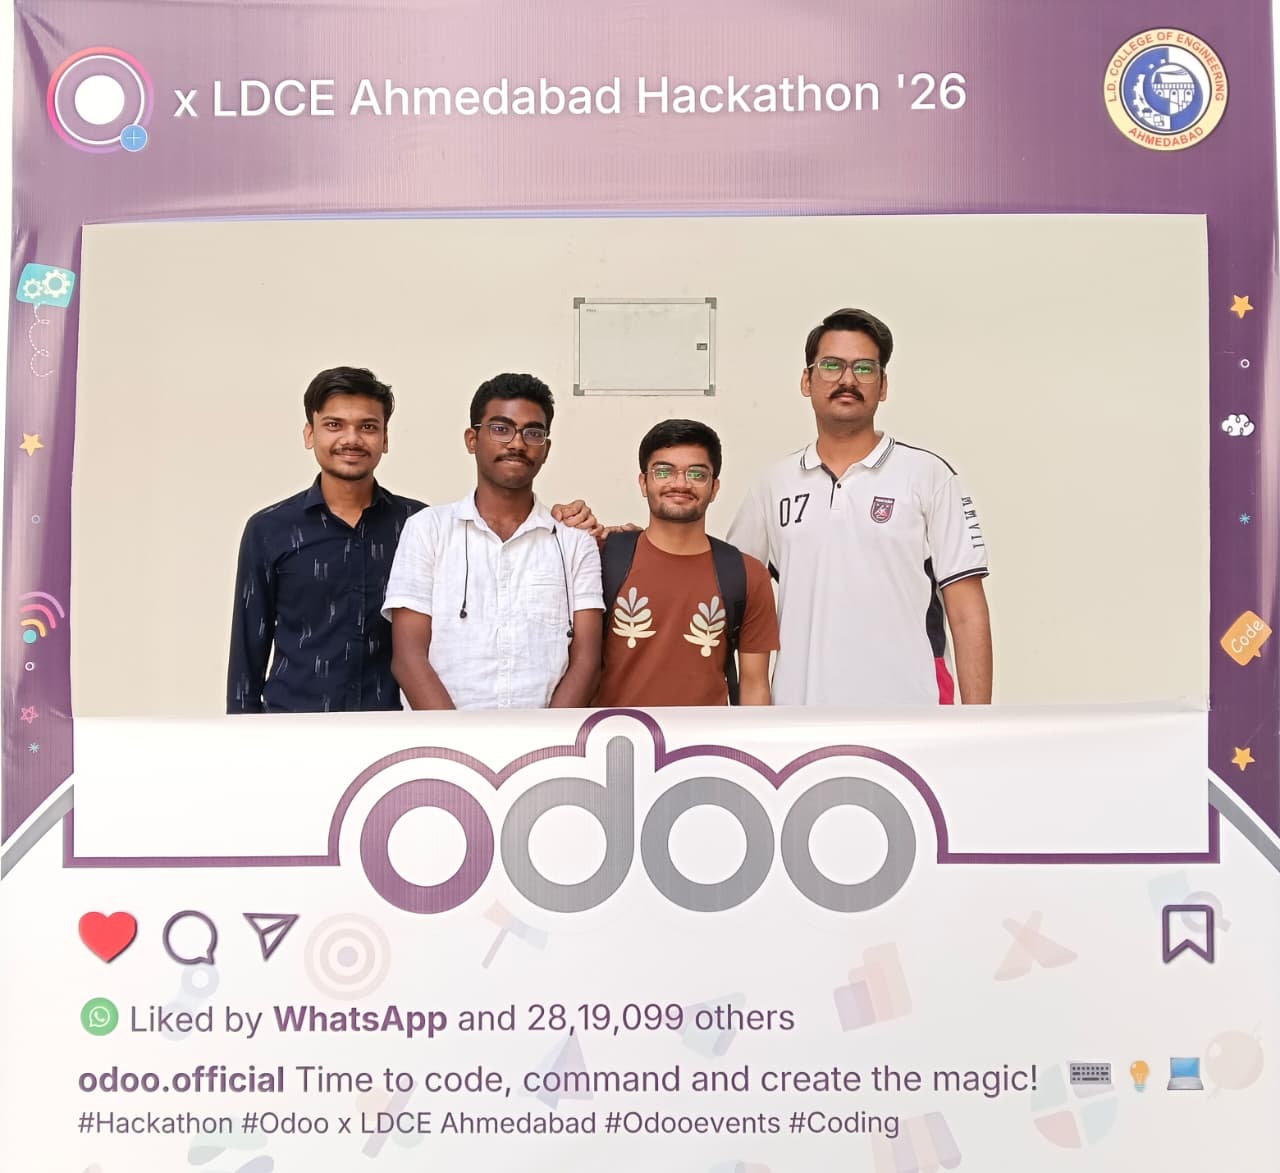 x LDCE Ahmedabad Hackathon '26
L.D. COLLEGE OF ENGINEERING
AHMEDABAD
07
Code
odoo
Liked by WhatsApp and 28,19,099 others
odoo.official Time to code, command and create the magic!
#Hackathon #Odoo x LDCE Ahmedabad #Odooevents #Coding